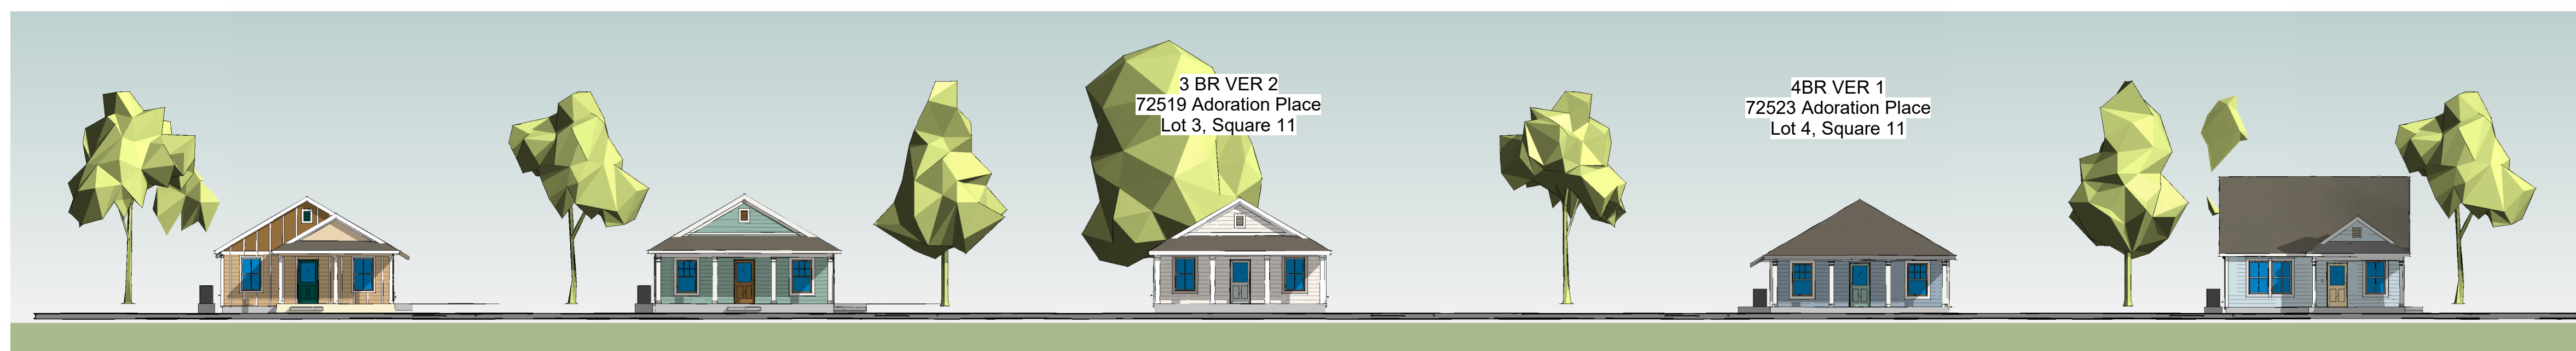 3 BR VER 2
72519 Adoration Place
Lot 3, Square 11
4BR VER 1
72523 Adoration Place
Lot 4, Square 11